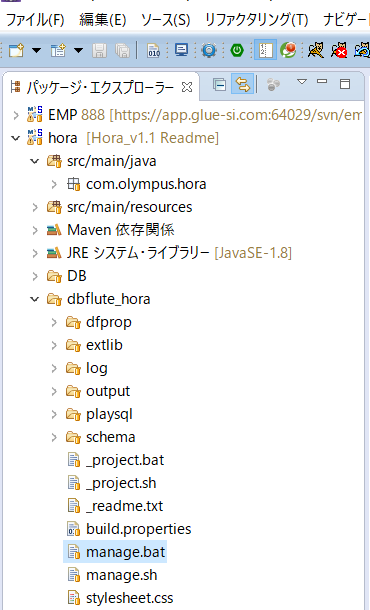 ファイル(F) 編集(E) ソース(S) リファクタリング(T) ナビゲー
パッケージ・エクスプローラー
EMP 888 [https://app.glue-si.com:64029/svn/em
hora [Hora_v1.1 Readme]
src/main/java
com.olympus.hora
src/main/resources
Maven 依存関係
JRE システム・ライブラリー [JavaSE-1.8]
DB
dbflute_hora
dfprop
extlib
log
output
playsql
schema
_project.bat
_project.sh
_readme.txt
build.properties
manage.bat
manage.sh
stylesheet.css